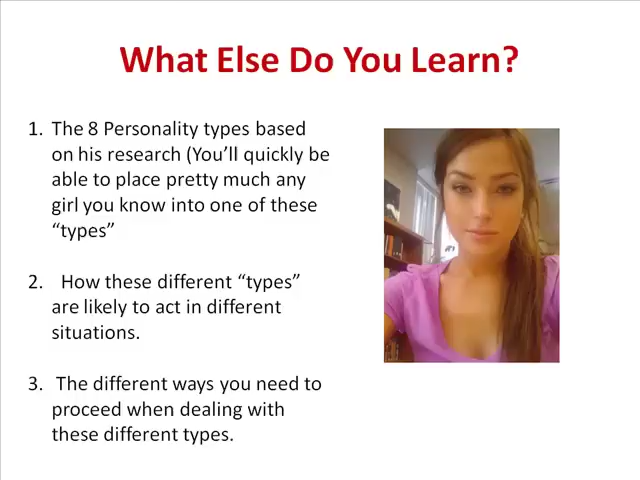 What Else Do You Learn?
1. The 8 Personality types based
on his research (You'll quickly be
able to place pretty much any
girl you know into one of these
“types”
2. How these different “types”
are likely to act in different
situations.
3. The different ways you need to
proceed when dealing with
these different types.